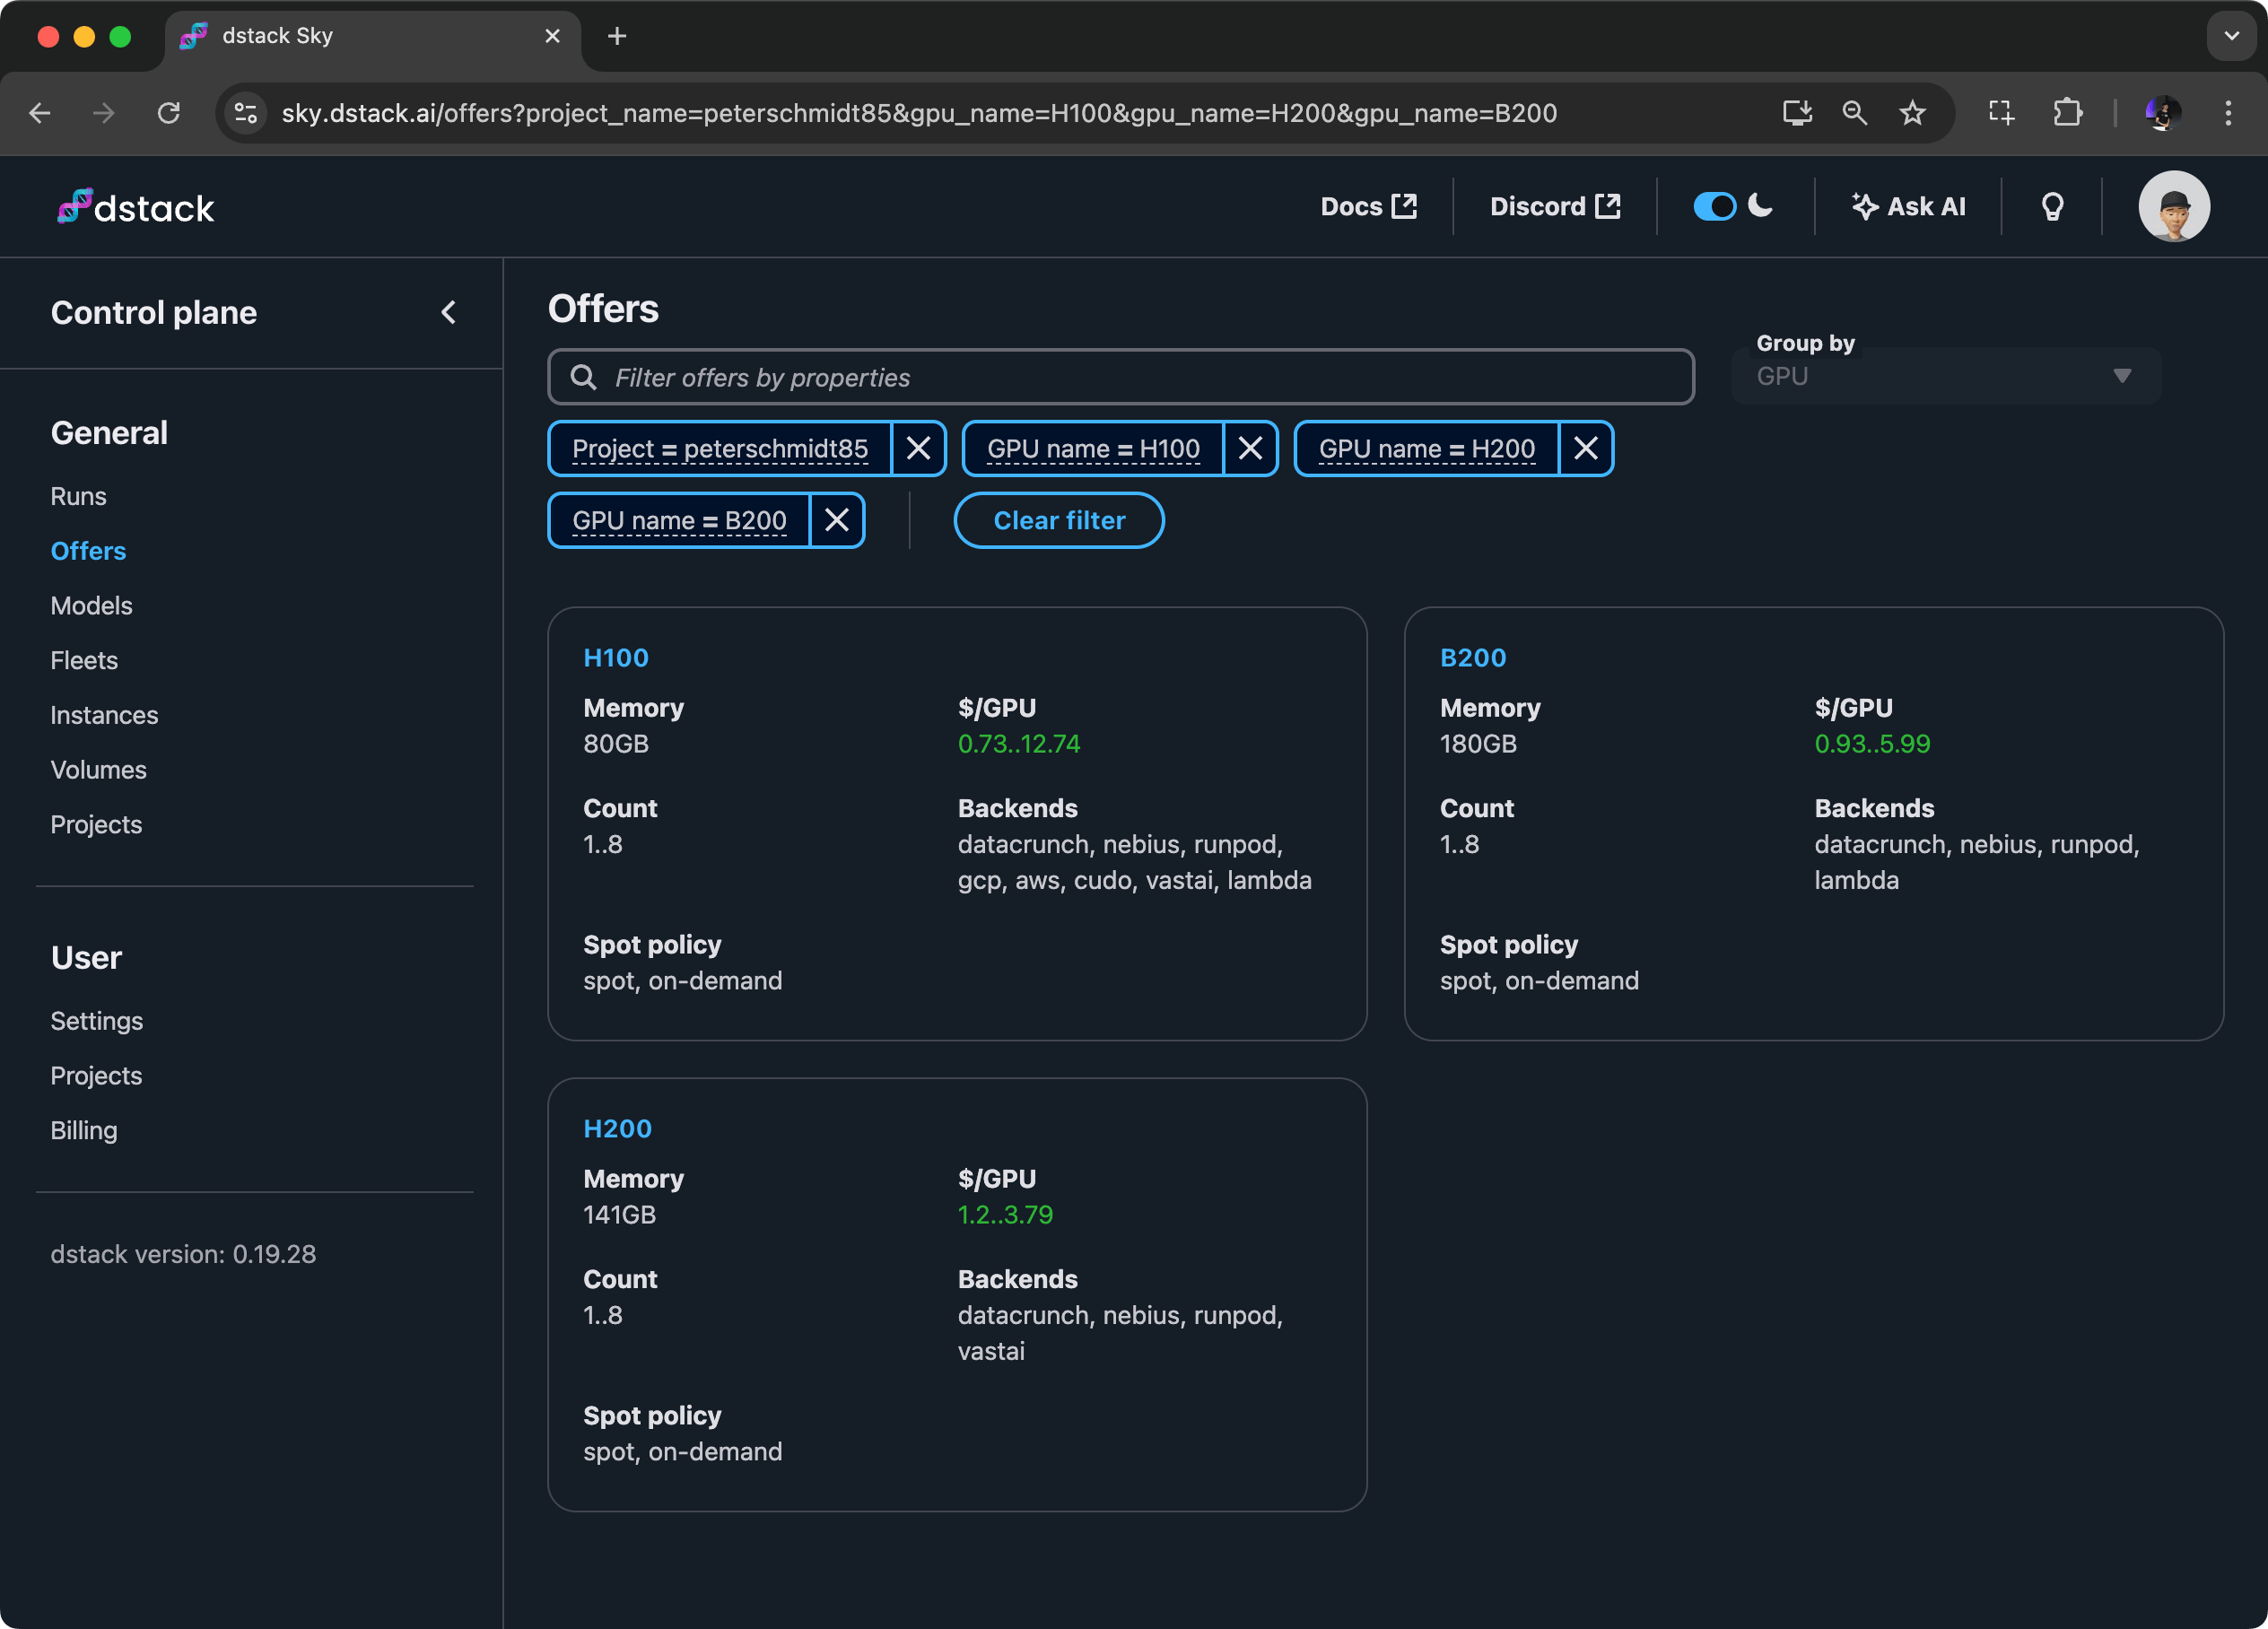 dstack Sky
sky.dstack.ai/offers?project_name=peterschmidt85&gpu_name=H100&gpu_name=H200&gpu_name=B200
dstack
Docs
Discord
Ask AI
Control plane
General
Runs
Offers
Models
Fleets
Instances
Volumes
Projects
User
Settings
Projects
Billing
dstack version: 0.19.28
Offers
Filter offers by properties
Group by
GPU
Project = peterschmidt85
GPU name = H100
GPU name = H200
GPU name = B200
Clear filter
H100
Memory
80GB
$/GPU
0.73..12.74
Count
1..8
Backends
datacrunch, nebius, runpod,
gcp, aws, cudo, vastai, lambda
Spot policy
spot, on-demand
B200
Memory
180GB
$/GPU
0.93..5.99
Count
1..8
Backends
datacrunch, nebius, runpod,
lambda
Spot policy
spot, on-demand
H200
Memory
141GB
$/GPU
1.2..3.79
Count
1..8
Backends
datacrunch, nebius, runpod,
vastai
Spot policy
spot, on-demand